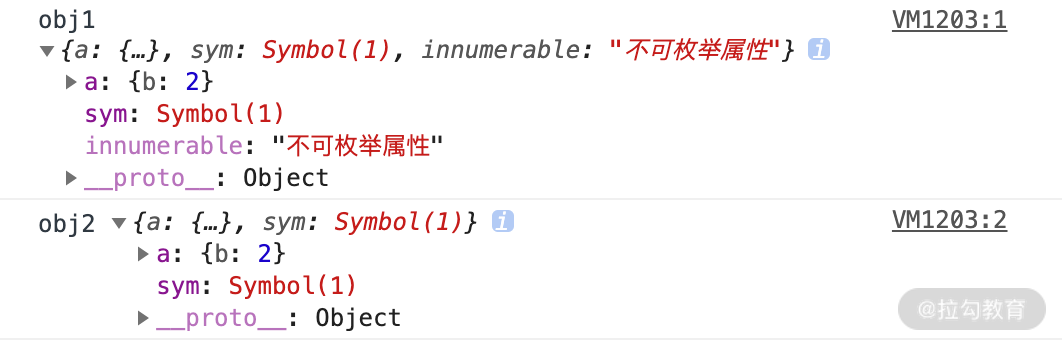 obj1 VM1203:1
▼{a: {…}, sym: Symbol(1), innumerable: "不可枚举属性"} i
▶a: {b: 2}
sym: Symbol(1)
innumerable: "不可枚举属性"
▶__proto__: Object
obj2 ▼{a: {…}, sym: Symbol(1)} i VM1203:2
▶a: {b: 2}
sym: Symbol(1)
▶__proto__: Object
@拉勾教育